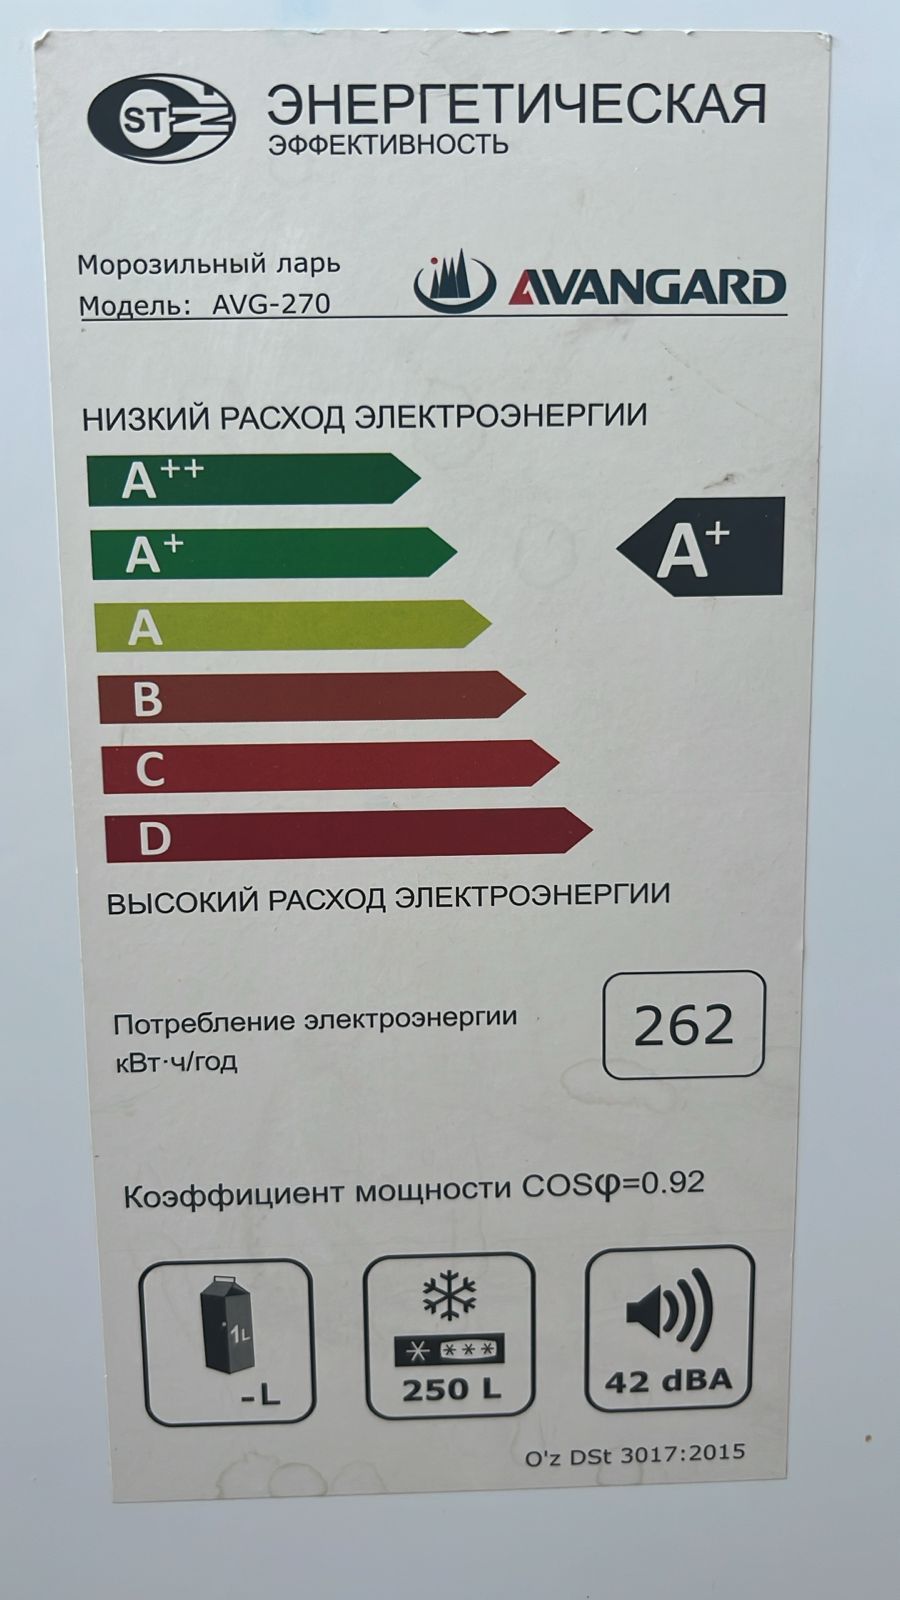 ST
ЭНЕРГЕТИЧЕСКАЯ
ЭФФЕКТИВНОСТЬ
Морозильный ларь
Модель: AVG-270
AVANGARD
НИЗКИЙ РАСХОД ЭЛЕКТРОЭНЕРГИИ
A++
A+
A+
A
B
C
D
ВЫСОКИЙ РАСХОД ЭЛЕКТРОЭНЕРГИИ
Потребление электроэнергии
кВт·ч/год
262
Коэффициент мощности COSφ=0.92
1L
-L
250 L
42 dBA
O'z DSt 3017:2015